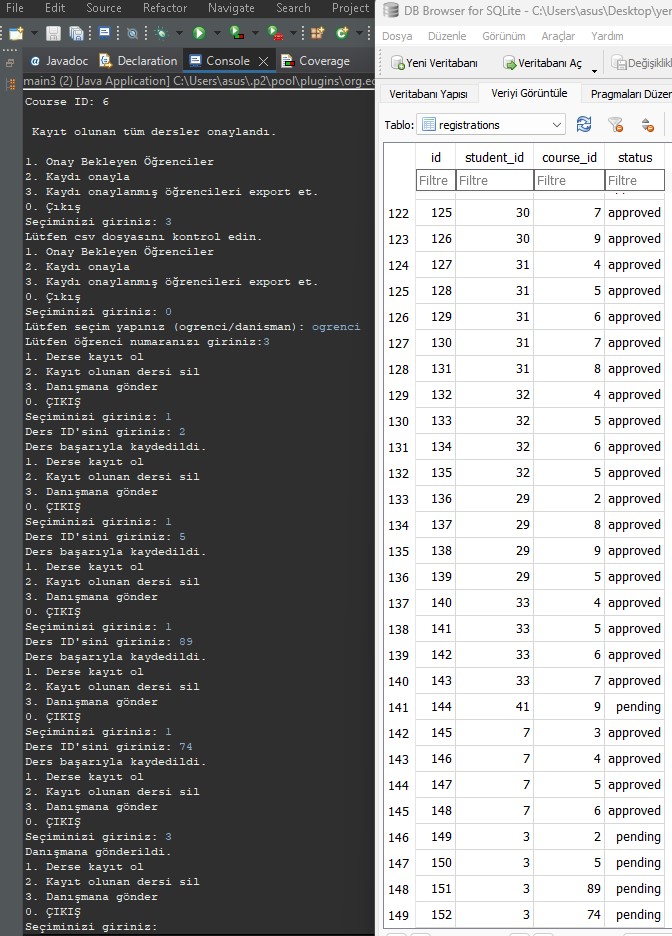 File Edit Source Refactor Navigate Search Project
Javadoc Declaration Console Coverage
main3 (2) [Java Application] C:\Users\asus\.p2\pool\plugins\org.ec
Course ID: 6
Kayıt olunan tüm dersler onaylandı.
1. Onay Bekleyen Öğrenciler
2. Kaydı onayla
3. Kaydı onaylanmış öğrencileri export et.
0. Çıkış
Seçiminizi giriniz: 3
Lütfen csv dosyasını kontrol edin.
1. Onay Bekleyen Öğrenciler
2. Kaydı onayla
3. Kaydı onaylanmış öğrencileri export et.
0. Çıkış
Seçiminizi giriniz: 0
Lütfen seçim yapınız (ogrenci/danisman): ogrenci
Lütfen öğrenci numaranızı giriniz:3
1. Derse kayıt ol
2. Kayıt olunan dersi sil
3. Danışmana gönder
0. ÇIKIŞ
Seçiminizi giriniz: 1
Ders ID'sini giriniz: 2
Ders başarıyla kaydedildi.
1. Derse kayıt ol
2. Kayıt olunan dersi sil
3. Danışmana gönder
0. ÇIKIŞ
Seçiminizi giriniz: 1
Ders ID'sini giriniz: 5
Ders başarıyla kaydedildi.
1. Derse kayıt ol
2. Kayıt olunan dersi sil
3. Danışmana gönder
0. ÇIKIŞ
Seçiminizi giriniz: 1
Ders ID'sini giriniz: 89
Ders başarıyla kaydedildi.
1. Derse kayıt ol
2. Kayıt olunan dersi sil
3. Danışmana gönder
0. ÇIKIŞ
Seçiminizi giriniz: 1
Ders ID'sini giriniz: 74
Ders başarıyla kaydedildi.
1. Derse kayıt ol
2. Kayıt olunan dersi sil
3. Danışmana gönder
0. ÇIKIŞ
Seçiminizi giriniz: 3
Danışmana gönderildi.
1. Derse kayıt ol
2. Kayıt olunan dersi sil
3. Danışmana gönder
0. ÇIKIŞ
Seçiminizi giriniz:
DB Browser for SQLite - C:\Users\asus\Desktop\yer
Dosya Düzenle Görünüm Araçlar Yardım
Yeni Veritabanı Veritabanı Aç Değişiklik
Veritabanı Yapısı Veriyi Görüntüle Pragmaları Düzen
Tablo: registrations
id student_id course_id status
Filtre Filtre Filtre Filtre
122 125 30 7 approved
123 126 30 9 approved
124 127 31 4 approved
125 128 31 5 approved
126 129 31 6 approved
127 130 31 7 approved
128 131 31 8 approved
129 132 32 4 approved
130 133 32 5 approved
131 134 32 6 approved
132 135 32 5 approved
133 136 29 2 approved
134 137 29 8 approved
135 138 29 9 approved
136 139 29 5 approved
137 140 33 4 approved
138 141 33 5 approved
139 142 33 6 approved
140 143 33 7 approved
141 144 41 9 pending
142 145 7 3 approved
143 146 7 4 approved
144 147 7 5 approved
145 148 7 6 approved
146 149 3 2 pending
147 150 3 5 pending
148 151 3 89 pending
149 152 3 74 pending